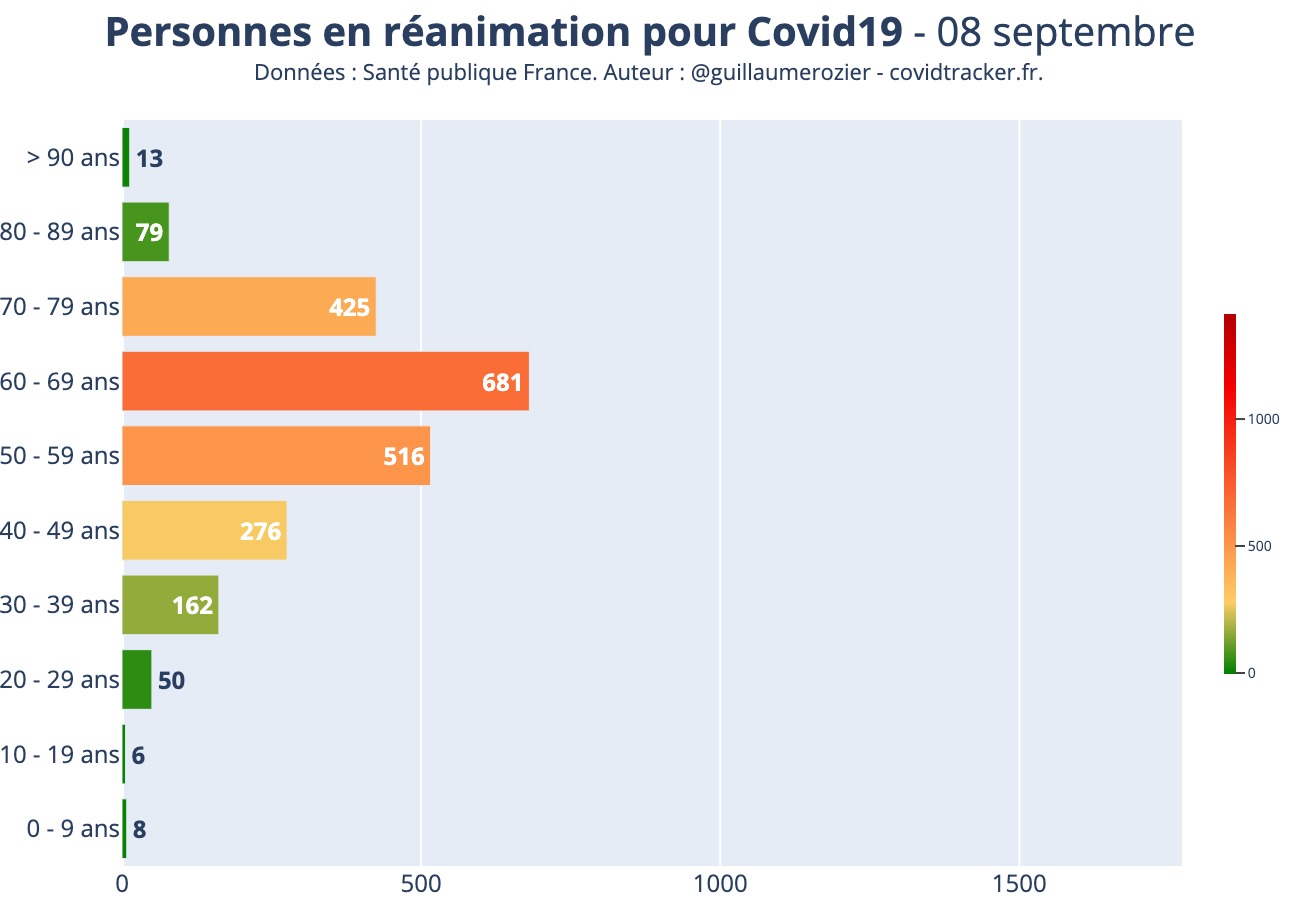 Personnes en réanimation pour Covid19 - 08 septembre
Données : Santé publique France. Auteur : @guillaumerozier - covidtracker.fr.
> 90 ans 13
80 - 89 ans 79
70 - 79 ans 425
60 - 69 ans 681
50 - 59 ans 516
40 - 49 ans 276
30 - 39 ans 162
20 - 29 ans 50
10 - 19 ans 6
0 - 9 ans 8
0 500 1000 1500
1000
500
0